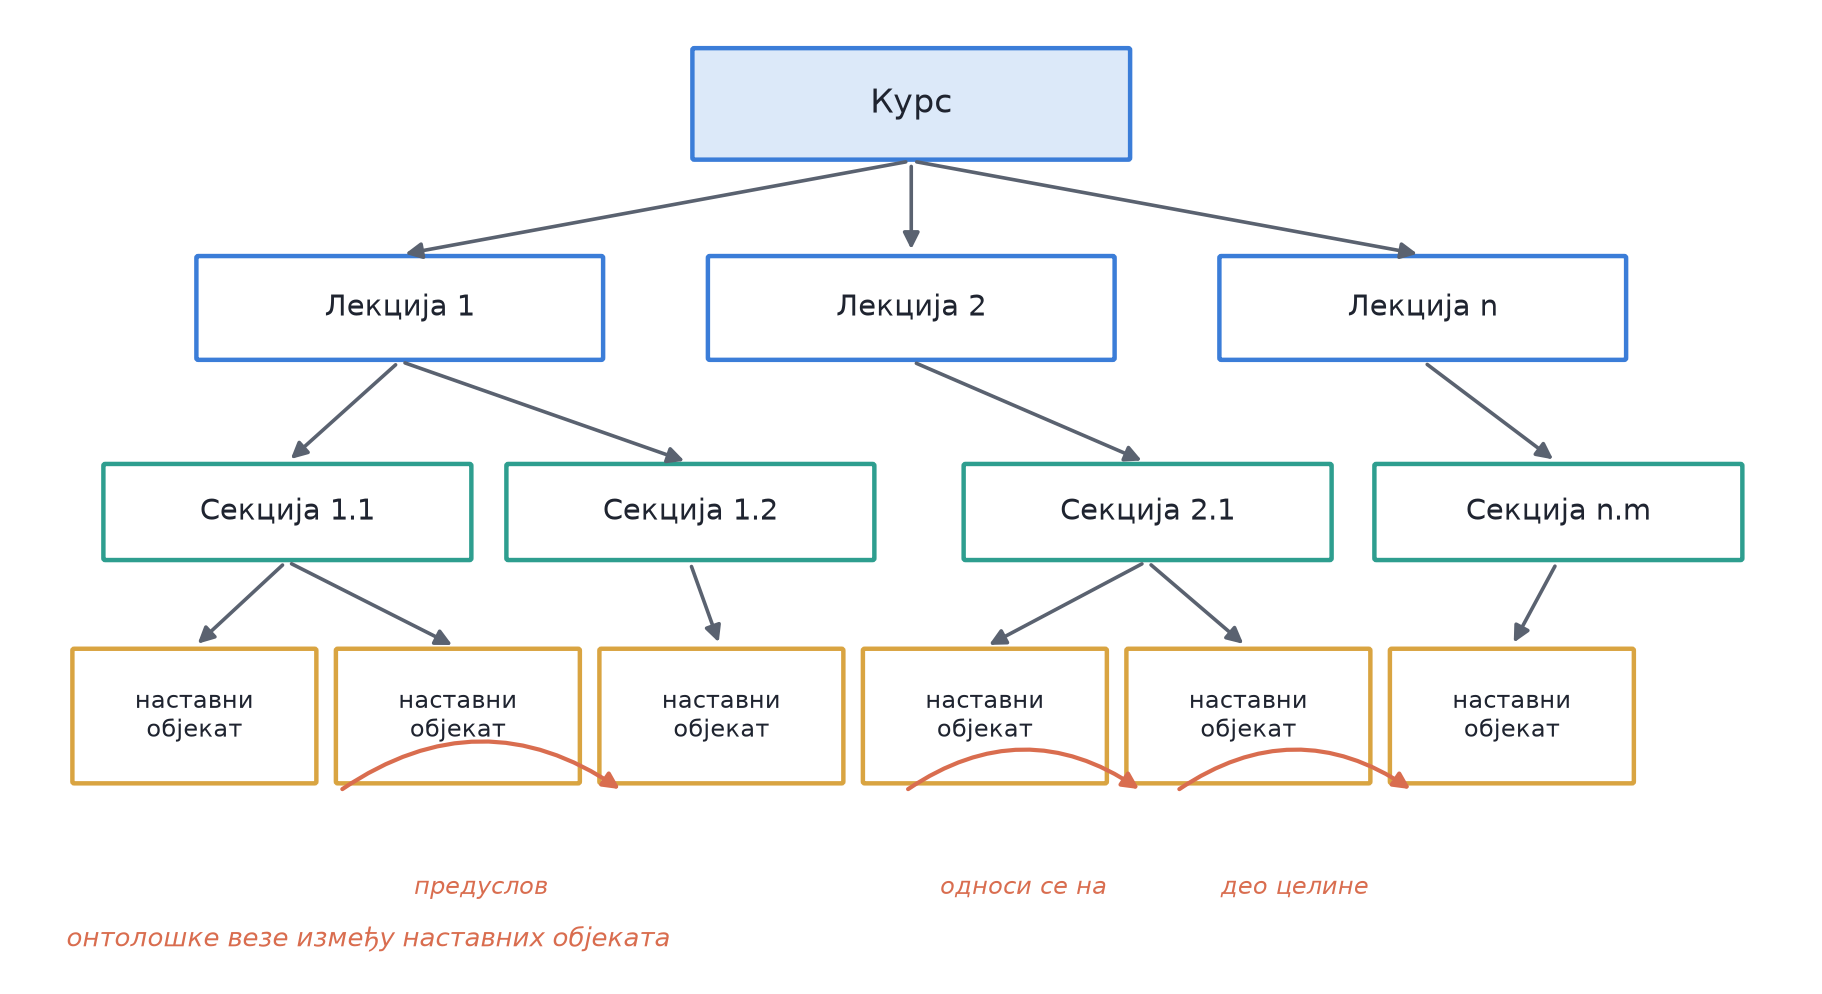 Курс
Лекција 1
Лекција 2
Лекција n
Секција 1.1
Секција 1.2
Секција 2.1
Секција n.m
наставни
објекат
наставни
објекат
наставни
објекат
наставни
објекат
наставни
објекат
наставни
објекат
предуслов
односи се на
део целине
онтолошке везе између наставних објеката